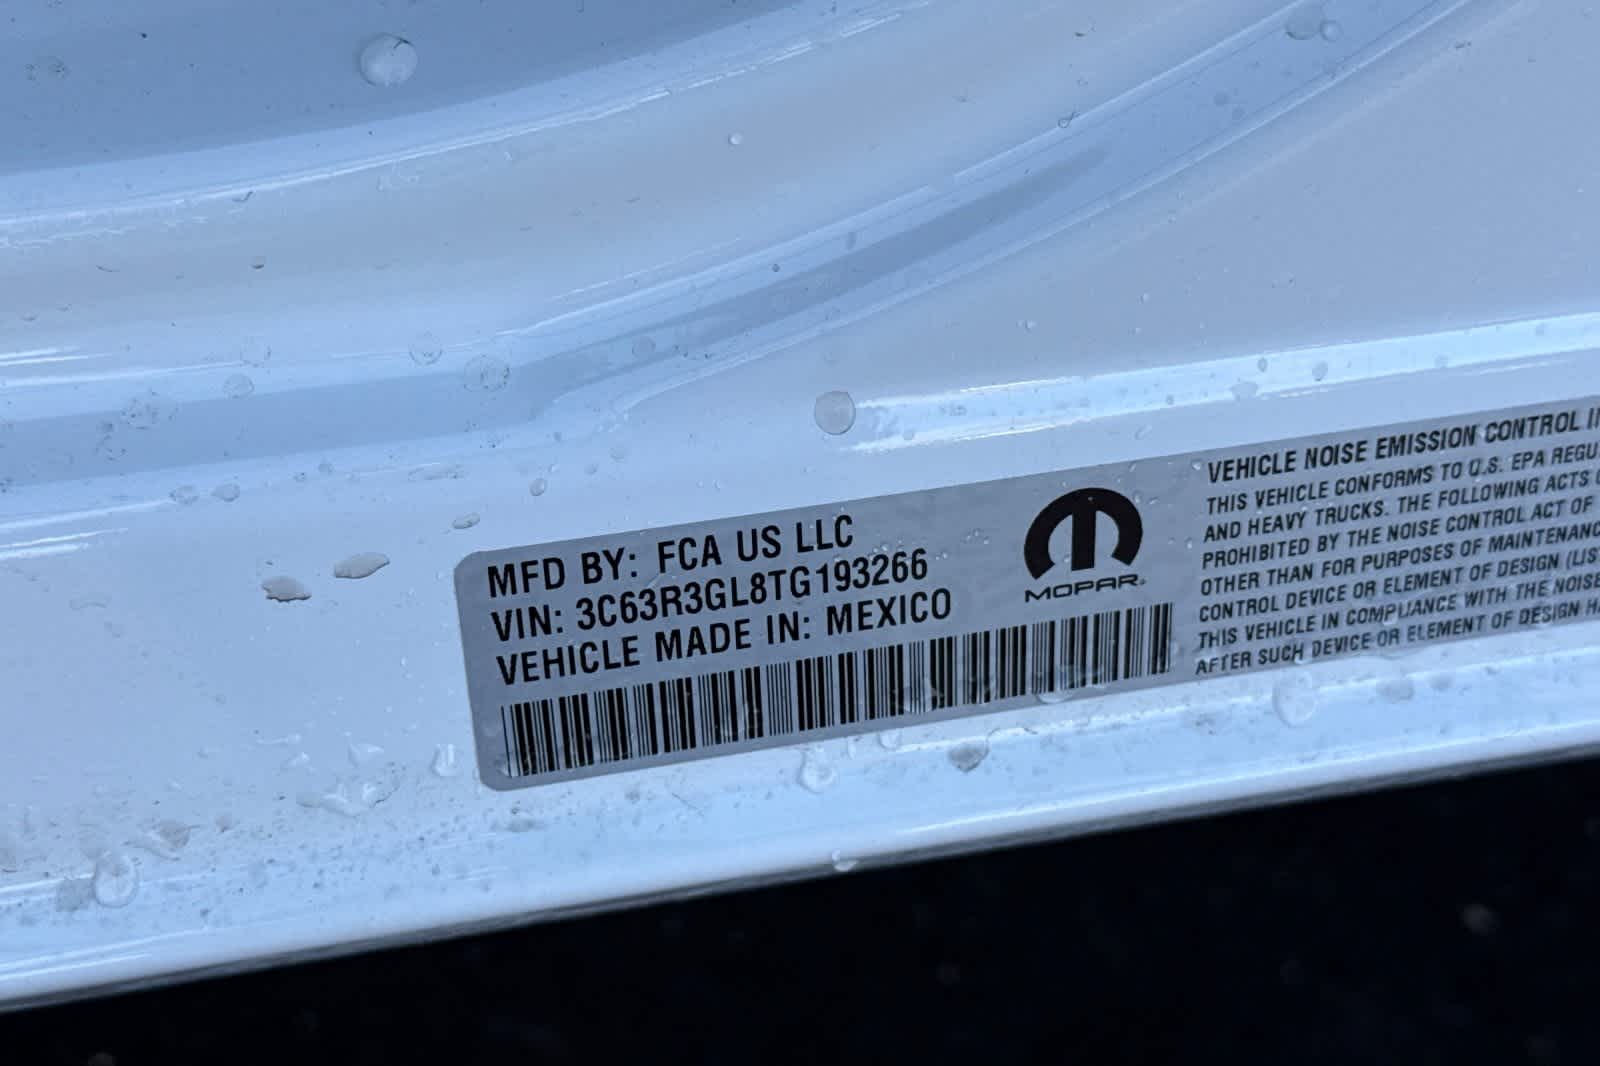 MFD BY: FCA US LLC
VIN: 3C63R3GL8TG193266
VEHICLE MADE IN: MEXICO
MOPAR
VEHICLE NOISE EMISSION CONTROL
THIS VEHICLE CONFORMS TO U.S. EPA
AND HEAVY TRUCKS. THE FOLLOWING ACTS
PROHIBITED BY THE NOISE CONTROL ACT OF
OTHER THAN FOR PURPOSES OF
CONTROL DEVICE OR ELEMENT OF DESIGN
THIS VEHICLE IN COMPLIANCE WITH THE NOISE
AFTER SUCH DEVICE OR ELEMENT OF DESIGN